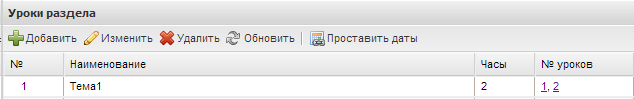 Уроки раздела
Добавить Изменить Удалить Обновить Проставить даты
№ Наименование Часы № уроков
1 Тема1 2 1, 2